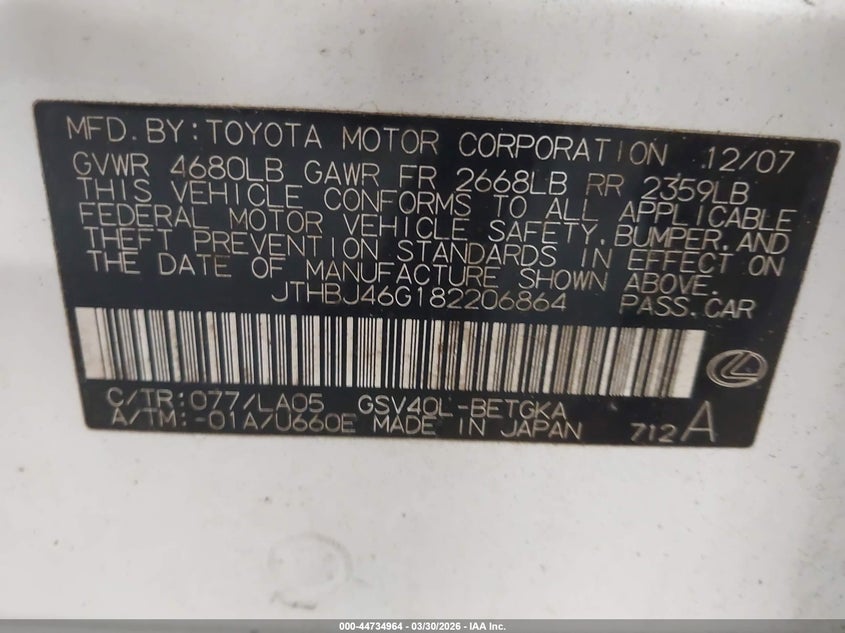 MFD. BY: TOYOTA MOTOR CORPORATION 12/07
GVWR 4680LB GAWR FR 2668LB RR 2359LB
THIS VEHICLE CONFORMS TO ALL APPLICABLE
FEDERAL MOTOR VEHICLE SAFETY, BUMPER, AND
THEFT PREVENTION STANDARDS IN EFFECT ON
THE DATE OF MANUFACTURE SHOWN ABOVE.
JTHBJ46G182206864 PASS. CAR
C/TR: 077/LA05 GSV40L-BETGKA
A/TM: -01A/U660E MADE IN JAPAN 712A
000-44734964 | 03/30/2026 - IAA Inc.